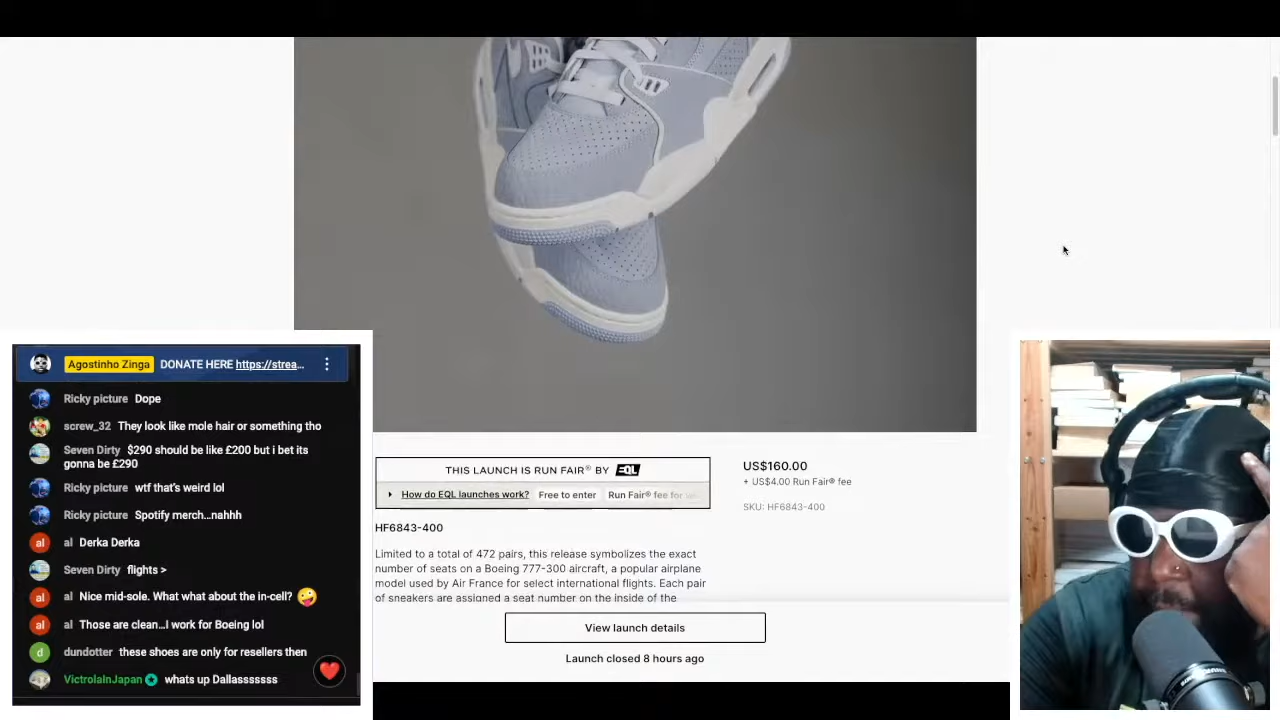 Agostinho Zinga DONATE HERE https://strea...
Ricky picture Dope
screw_32 They look like mole hair or something tho
Seven Dirty $290 should be like £200 but i bet its
gonna be £290
Ricky picture wtf that's weird lol
Ricky picture Spotify merch...nahhh
al al Derka Derka
Seven Dirty flights >
al al Nice mid-sole. What what about the in-cell? 🤪
al al Those are clean...I work for Boeing lol
d dundotter these shoes are only for resellers then
VictrolaInJapan whats up Dallasssssss
THIS LAUNCH IS RUN FAIR® BY EQL
How do EQL launches work? Free to enter Run Fair® fee for
HF6843-400
Limited to a total of 472 pairs, this release symbolizes the exact
number of seats on a Boeing 777-300 aircraft, a popular airplane
model used by Air France for select international flights. Each pair
of sneakers are assigned a seat number on the inside of the
US$160.00
+ US$4.00 Run Fair® fee
SKU: HF6843-400
View launch details
Launch closed 8 hours ago